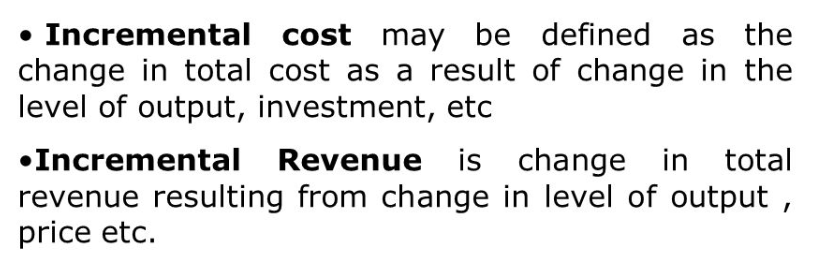 • Incremental cost may be defined as the
change in total cost as a result of change in the
level of output, investment, etc
•Incremental Revenue is change in total
revenue resulting from change in level of output ,
price etc.